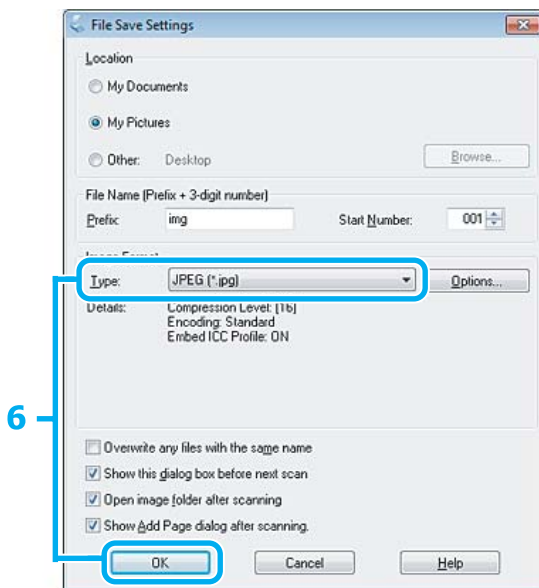 File Save Settings
Location
My Documents
My Pictures
Other: Desktop Browse...
File Name (Prefix + 3-digit number)
Prefix: img Start Number: 001
Image Format
Type: JPEG (*.jpg) Options...
Details: Compression Level: [16]
Encoding: Standard
Embed ICC Profile: ON
6
Overwrite any files with the same name
Show this dialog box before next scan
Open image folder after scanning
Show Add Page dialog after scanning.
OK Cancel Help